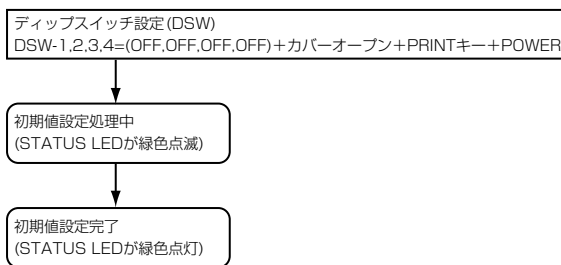 ディップスイッチ設定(DSW)
DSW-1,2,3,4=(OFF,OFF,OFF,OFF)+カバーオープン+PRINTキー+POWER
初期値設定処理中
(STATUS LEDが緑色点滅)
初期値設定完了
(STATUS LEDが緑色点灯)